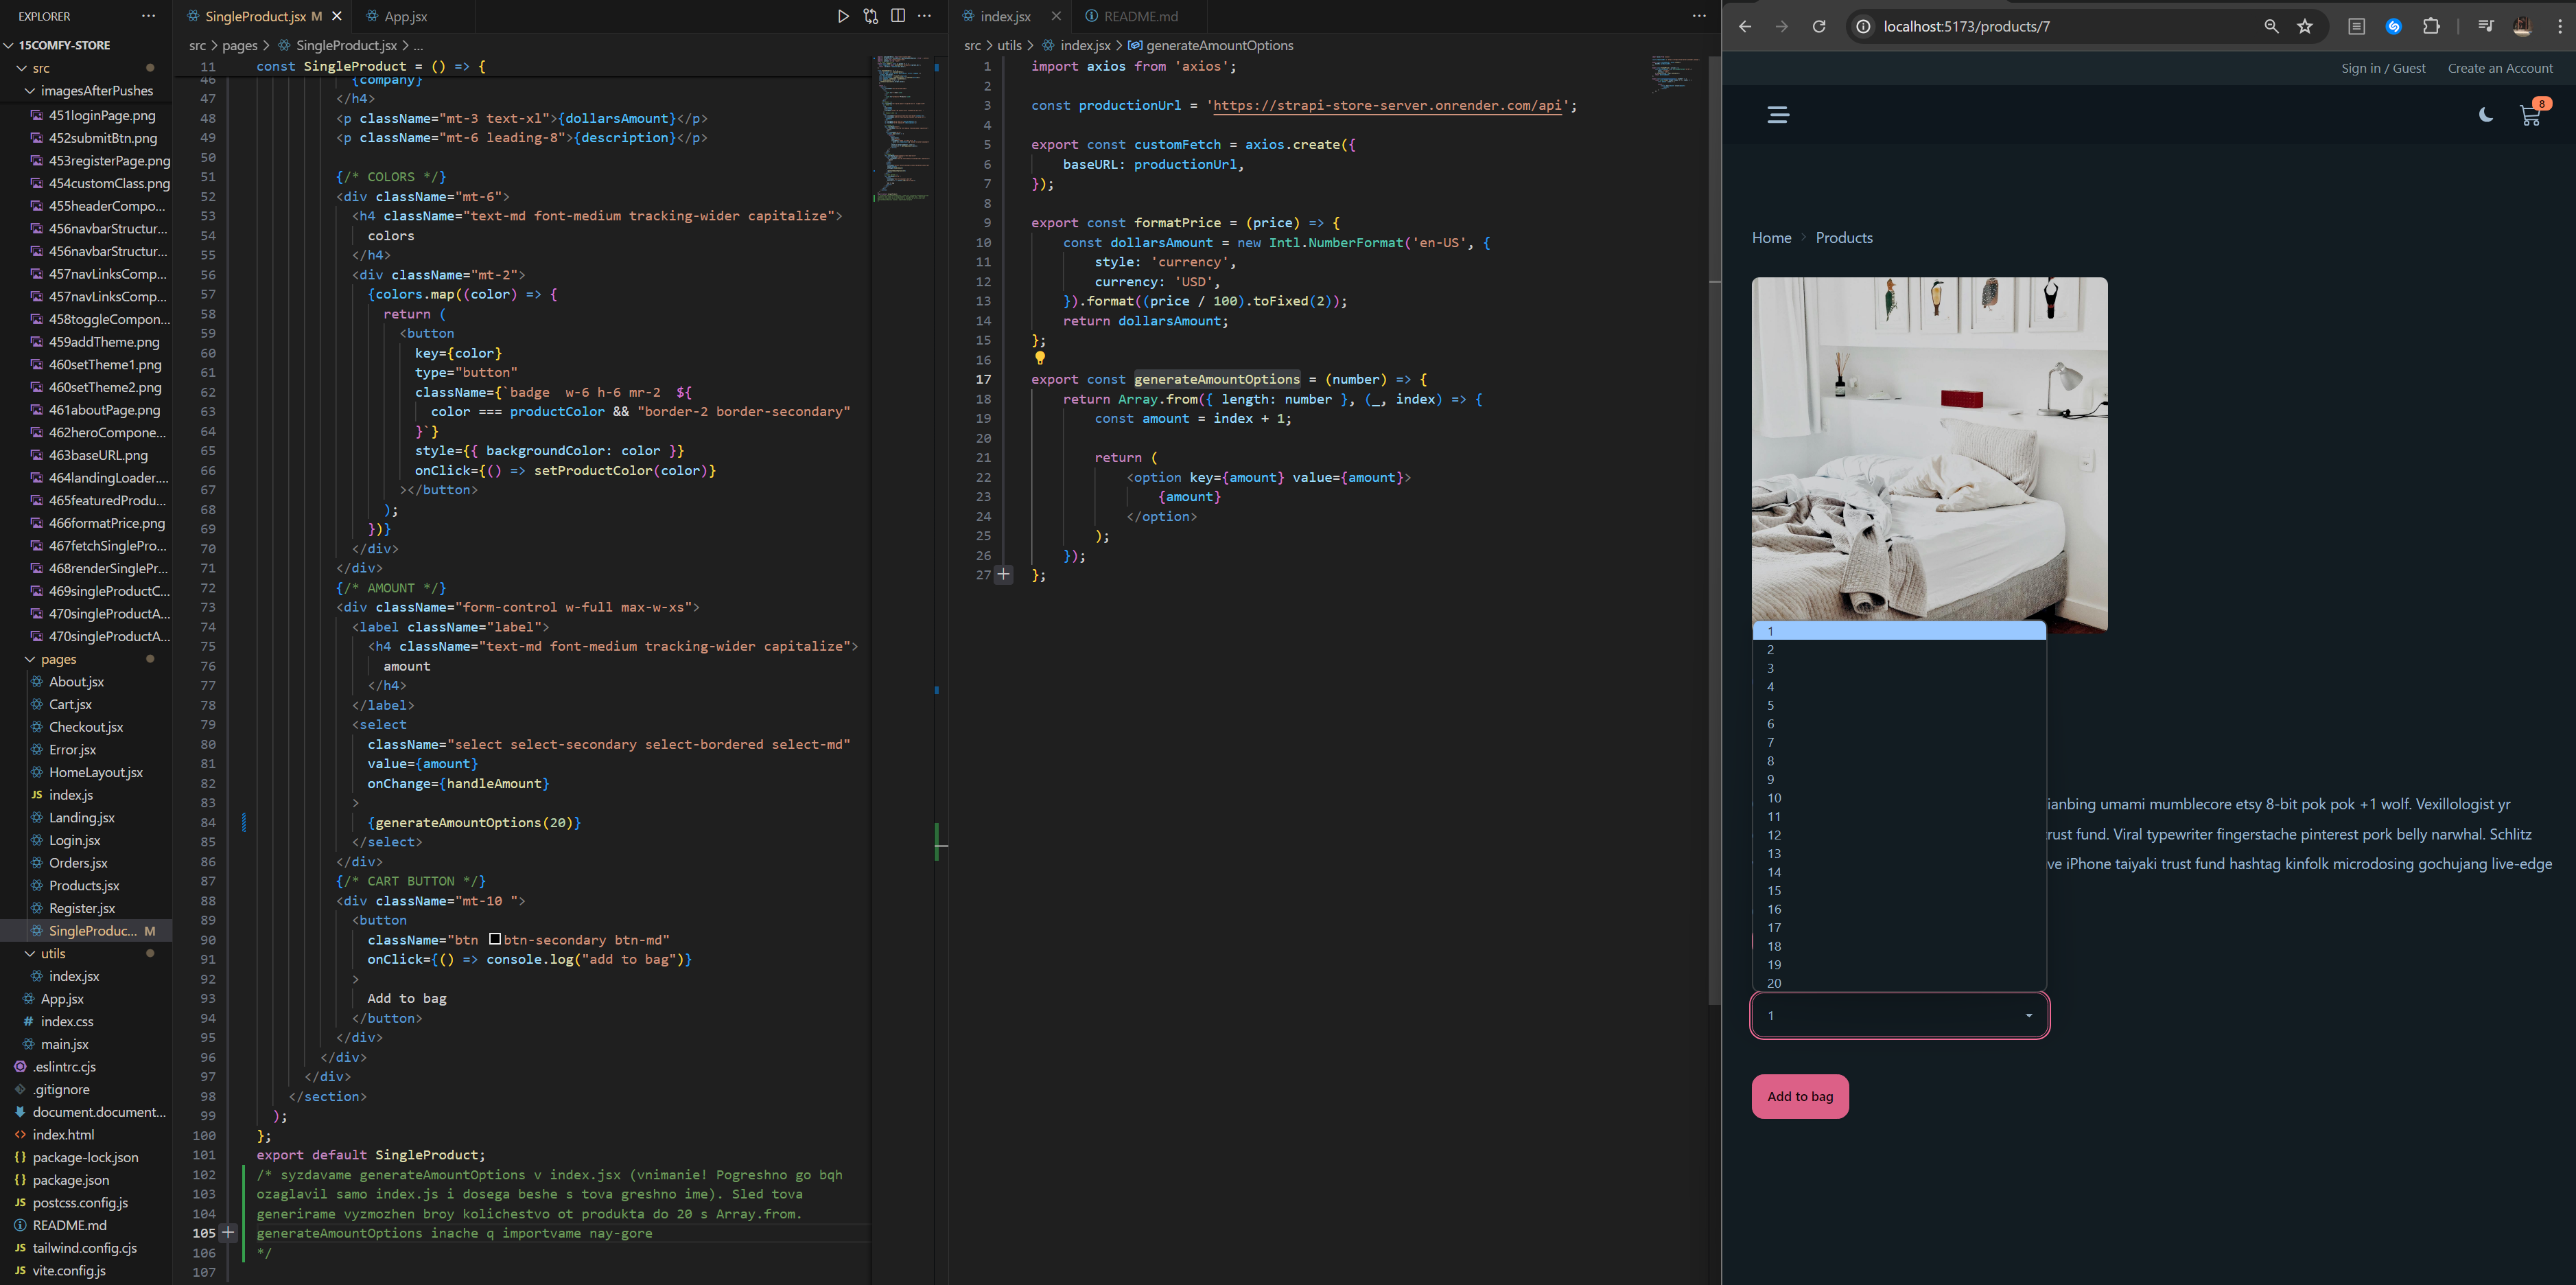 EXPLORER
15COMFY-STORE
src
imagesAfterPushes
451loginPage.png
452submitBtn.png
453registerPage.png
454customClass.png
455headerCompo...
456navbarStructur...
456navbarStructur...
457navLinksComp...
457navLinksComp...
458toggleCompon...
459addTheme.png
460setTheme1.png
460setTheme2.png
461aboutPage.png
462heroCompone...
463baseURL.png
464landingLoader....
465featuredProdu...
466formatPrice.png
467fetchSinglePro...
468renderSinglePr...
469singleProductC...
470singleProductA...
470singleProductA...
pages
About.jsx
Cart.jsx
Checkout.jsx
Error.jsx
HomeLayout.jsx
JS index.js
Landing.jsx
Login.jsx
Orders.jsx
Products.jsx
Register.jsx
SingleProduc... M
utils
index.jsx
App.jsx
# index.css
main.jsx
.eslintrc.cjs
.gitignore
document.document...
<> index.html
{} package-lock.json
{} package.json
JS postcss.config.js
README.md
JS tailwind.config.cjs
JS vite.config.js
SingleProduct.jsx M
App.jsx
src > pages > SingleProduct.jsx > ...
11 const SingleProduct = () => {
46 {company}
47 </h4>
48 <p className="mt-3 text-xl">{dollarsAmount}</p>
49 <p className="mt-6 leading-8">{description}</p>
50
51 {/* COLORS */}
52 <div className="mt-6">
53 <h4 className="text-md font-medium tracking-wider capitalize">
54 colors
55 </h4>
56 <div className="mt-2">
57 {colors.map((color) => {
58 return (
59 <button
60 key={color}
61 type="button"
62 className={`badge  w-6 h-6 mr-2  ${
63 color === productColor && "border-2 border-secondary"
64 }`}
65 style={{ backgroundColor: color }}
66 onClick={() => setProductColor(color)}
67 ></button>
68 );
69 })}
70 </div>
71 </div>
72 {/* AMOUNT */}
73 <div className="form-control w-full max-w-xs">
74 <label className="label">
75 <h4 className="text-md font-medium tracking-wider capitalize">
76 amount
77 </h4>
78 </label>
79 <select
80 className="select select-secondary select-bordered select-md"
81 value={amount}
82 onChange={handleAmount}
83 >
84 {generateAmountOptions(20)}
85 </select>
86 </div>
87 {/* CART BUTTON */}
88 <div className="mt-10 ">
89 <button
90 className="btn btn-secondary btn-md"
91 onClick={() => console.log("add to bag")}
92 >
93 Add to bag
94 </button>
95 </div>
96 </div>
97 </div>
98 </section>
99 );
100 };
101 export default SingleProduct;
102 /* syzdavame generateAmountOptions v index.jsx (vnimanie! Pogreshno go bqh
103 ozaglavil samo index.js i dosega beshe s tova greshno ime). Sled tova
104 generirame vyzmozhen broy kolichestvo ot produkta do 20 s Array.from.
105 generateAmountOptions inache q importvame nay-gore
106 */
107
index.jsx
README.md
src > utils > index.jsx > generateAmountOptions
1 import axios from 'axios';
2
3 const productionUrl = 'https://strapi-store-server.onrender.com/api';
4
5 export const customFetch = axios.create({
6 baseURL: productionUrl,
7 });
8
9 export const formatPrice = (price) => {
10 const dollarsAmount = new Intl.NumberFormat('en-US', {
11 style: 'currency',
12 currency: 'USD',
13 }).format((price / 100).toFixed(2));
14 return dollarsAmount;
15 };
16
17 export const generateAmountOptions = (number) => {
18 return Array.from({ length: number }, (_, index) => {
19 const amount = index + 1;
20
21 return (
22 <option key={amount} value={amount}>
23 {amount}
24 </option>
25 );
26 });
27 };
localhost:5173/products/7
Sign in / Guest Create an Account
8
Home > Products
1
2
3
4
5
6
7
8
9
10
11
12
13
14
15
16
17
18
19
20
ianbing umami mumblecore etsy 8-bit pok pok +1 wolf. Vexillologist yr
rust fund. Viral typewriter fingerstache pinterest pork belly narwhal. Schlitz
ve iPhone taiyaki trust fund hashtag kinfolk microdosing gochujang live-edge
1
Add to bag